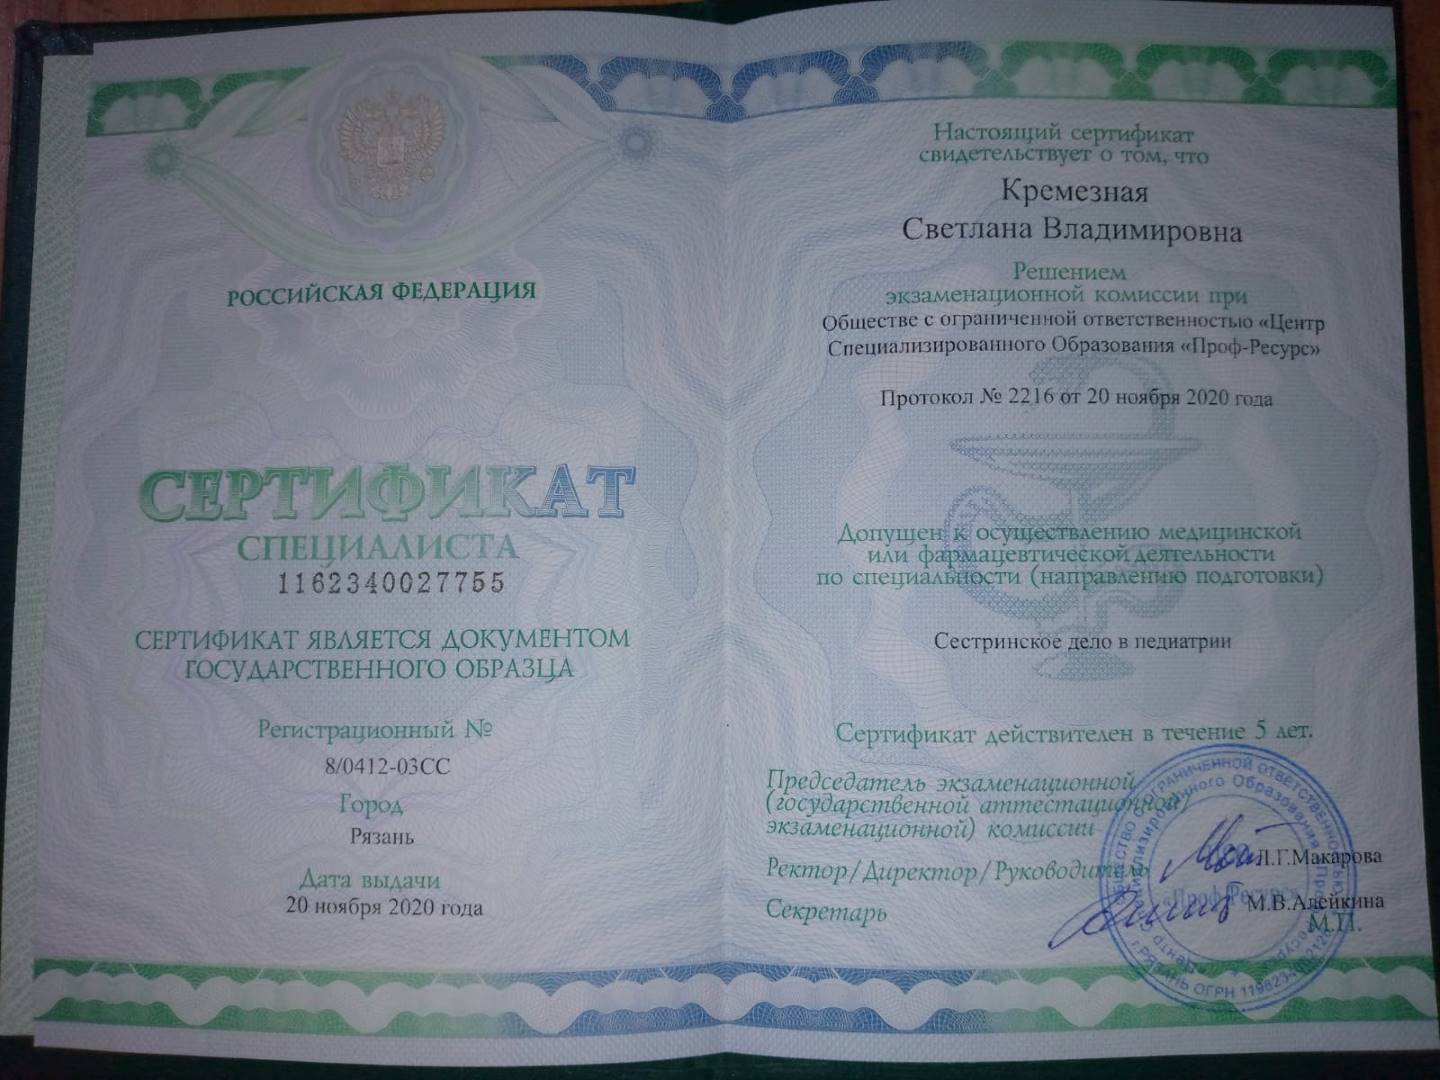 РОССИЙСКАЯ ФЕДЕРАЦИЯ
СЕРТИФИКАТ
СПЕЦИАЛИСТА
1162340027755
СЕРТИФИКАТ ЯВЛЯЕТСЯ ДОКУМЕНТОМ
ГОСУДАРСТВЕННОГО ОБРАЗЦА
Регистрационный №
8/0412-03СС
Город
Рязань
Дата выдачи
20 ноября 2020 года
Настоящий сертификат
свидетельствует о том, что
Кремезная
Светлана Владимировна
Решением
экзаменационной комиссии при
Обществе с ограниченной ответственностью «Центр
Специализированного Образования «Проф-Ресурс»
Протокол № 2216 от 20 ноября 2020 года
Допущен к осуществлению медицинской
или фармацевтической деятельности
по специальности (направлению подготовки)
Сестринское дело в педиатрии
Сертификат действителен в течение 5 лет.
Председатель экзаменационной
(государственной аттестационной/
экзаменационной) комиссии
Л.Г.Макарова
Ректор/Директор/Руководитель
М.В.Алейкина
Секретарь
М.П.
«Проф-Ресурс»
г.РЯЗАНЬ ОГРН